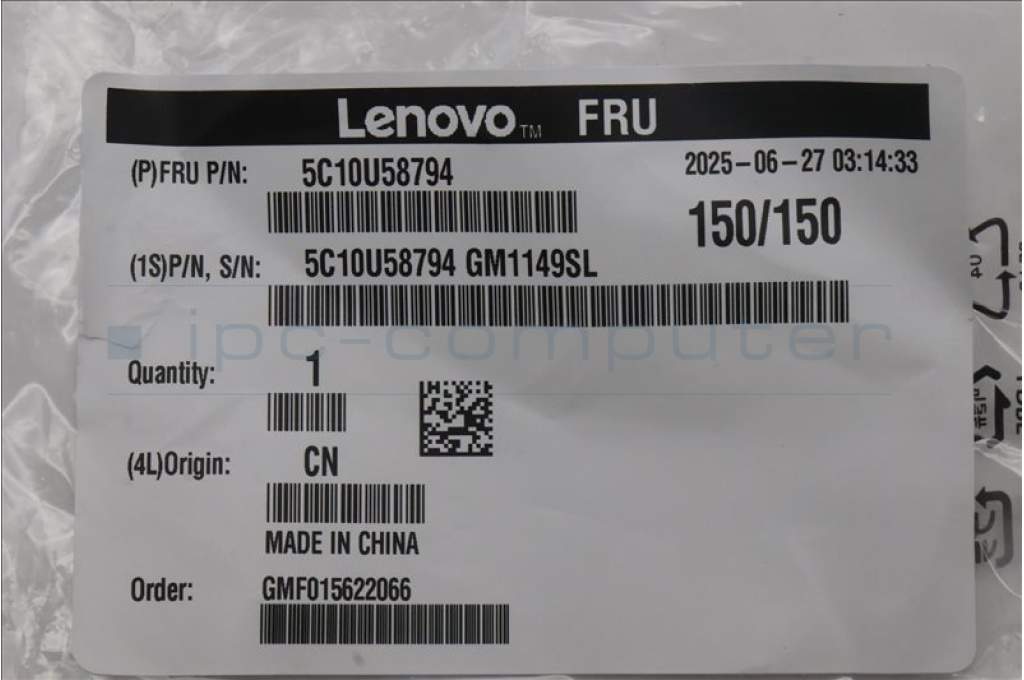 Lenovo™ FRU
(P)FRU P/N: 5C10U58794
2025-06-27 03:14:33
150/150
(1S)P/N, S/N: 5C10U58794 GM1149SL
ipc-computer
Quantity: 1
(4L)Origin: CN
MADE IN CHINA
Order: GMF015622066